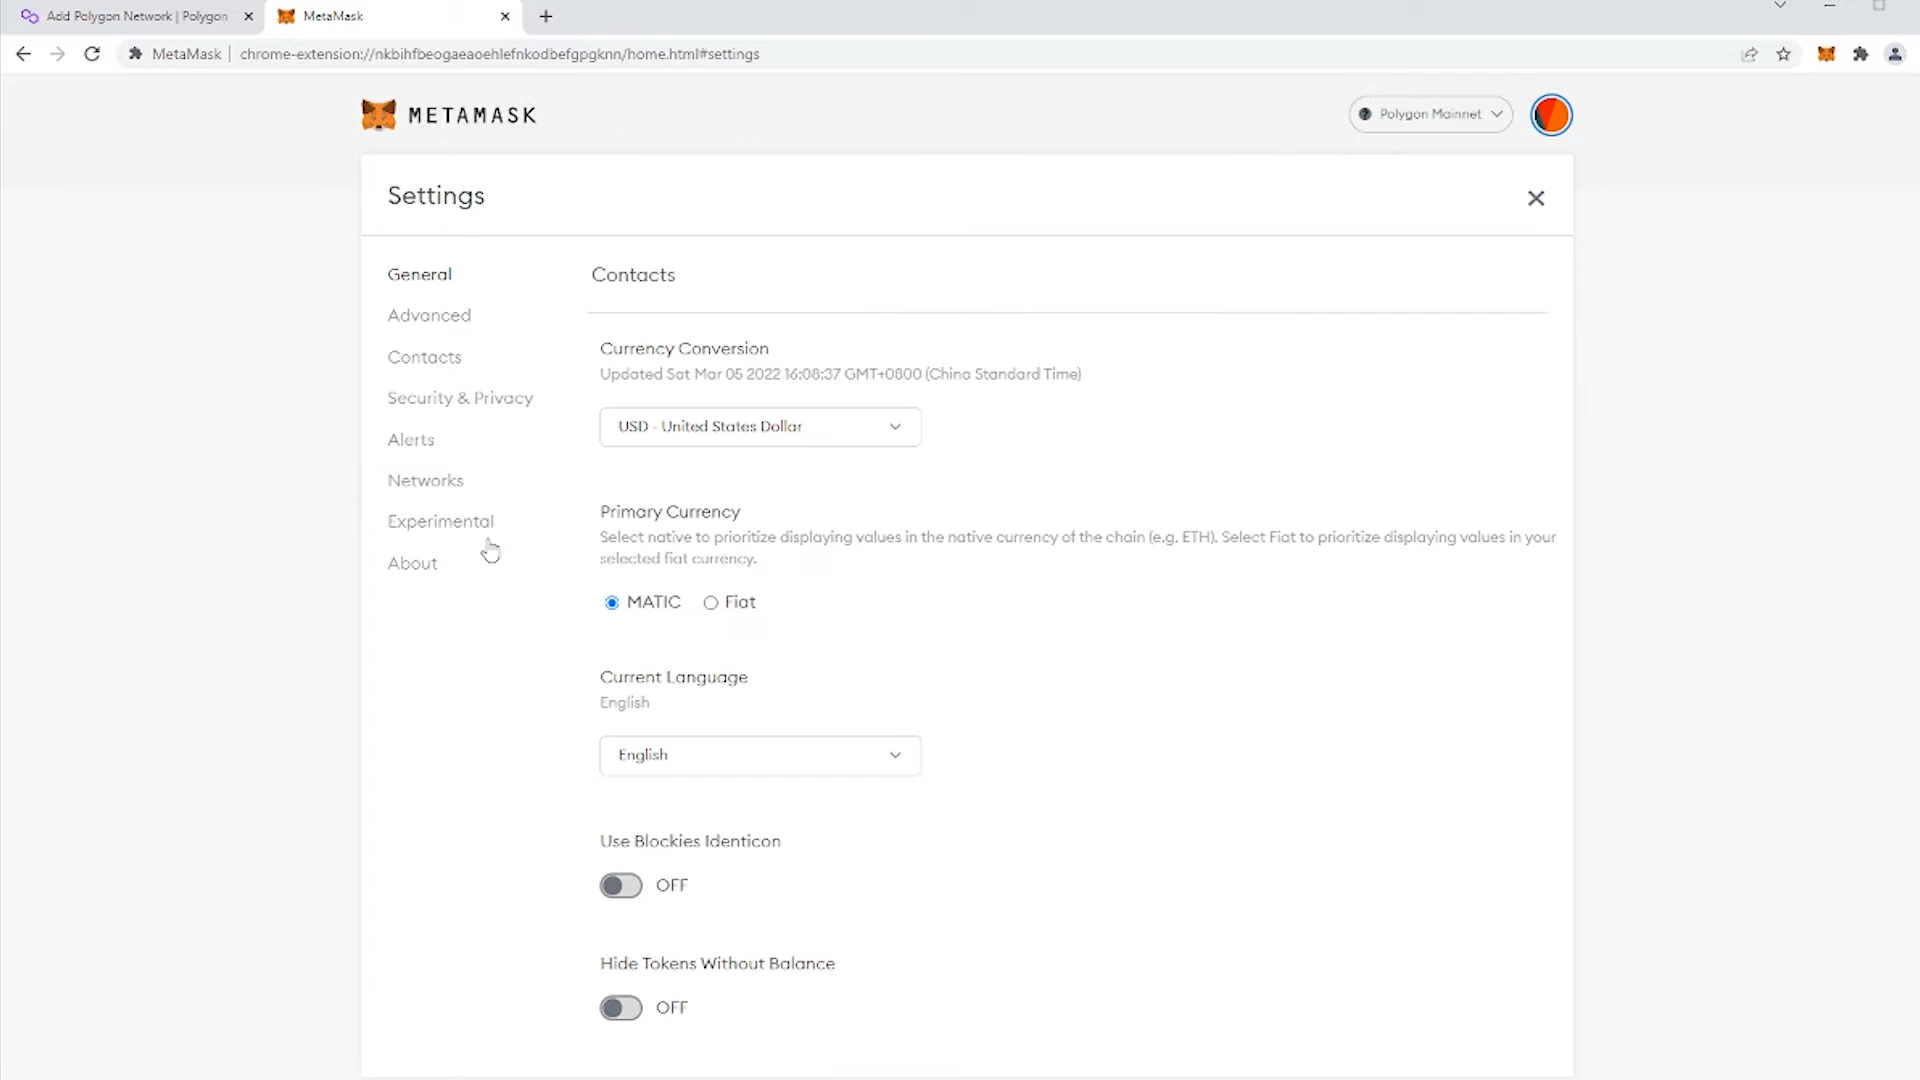 Add Polygon Network | Polygon
MetaMask
MetaMask | chrome-extension://nkbihfbeogaeaoehlefnkodbefgpgknn/home.html#settings
METAMASK
Polygon Mainnet
Settings
General
Advanced
Contacts
Security & Privacy
Alerts
Networks
Experimental
About
Contacts
Currency Conversion
Updated Sat Mar 05 2022 16:08:37 GMT+0800 (China Standard Time)
USD - United States Dollar
Primary Currency
Select native to prioritize displaying values in the native currency of the chain (e.g. ETH). Select Fiat to prioritize displaying values in your
selected fiat currency.
MATIC Fiat
Current Language
English
English
Use Blockies Identicon
OFF
Hide Tokens Without Balance
OFF